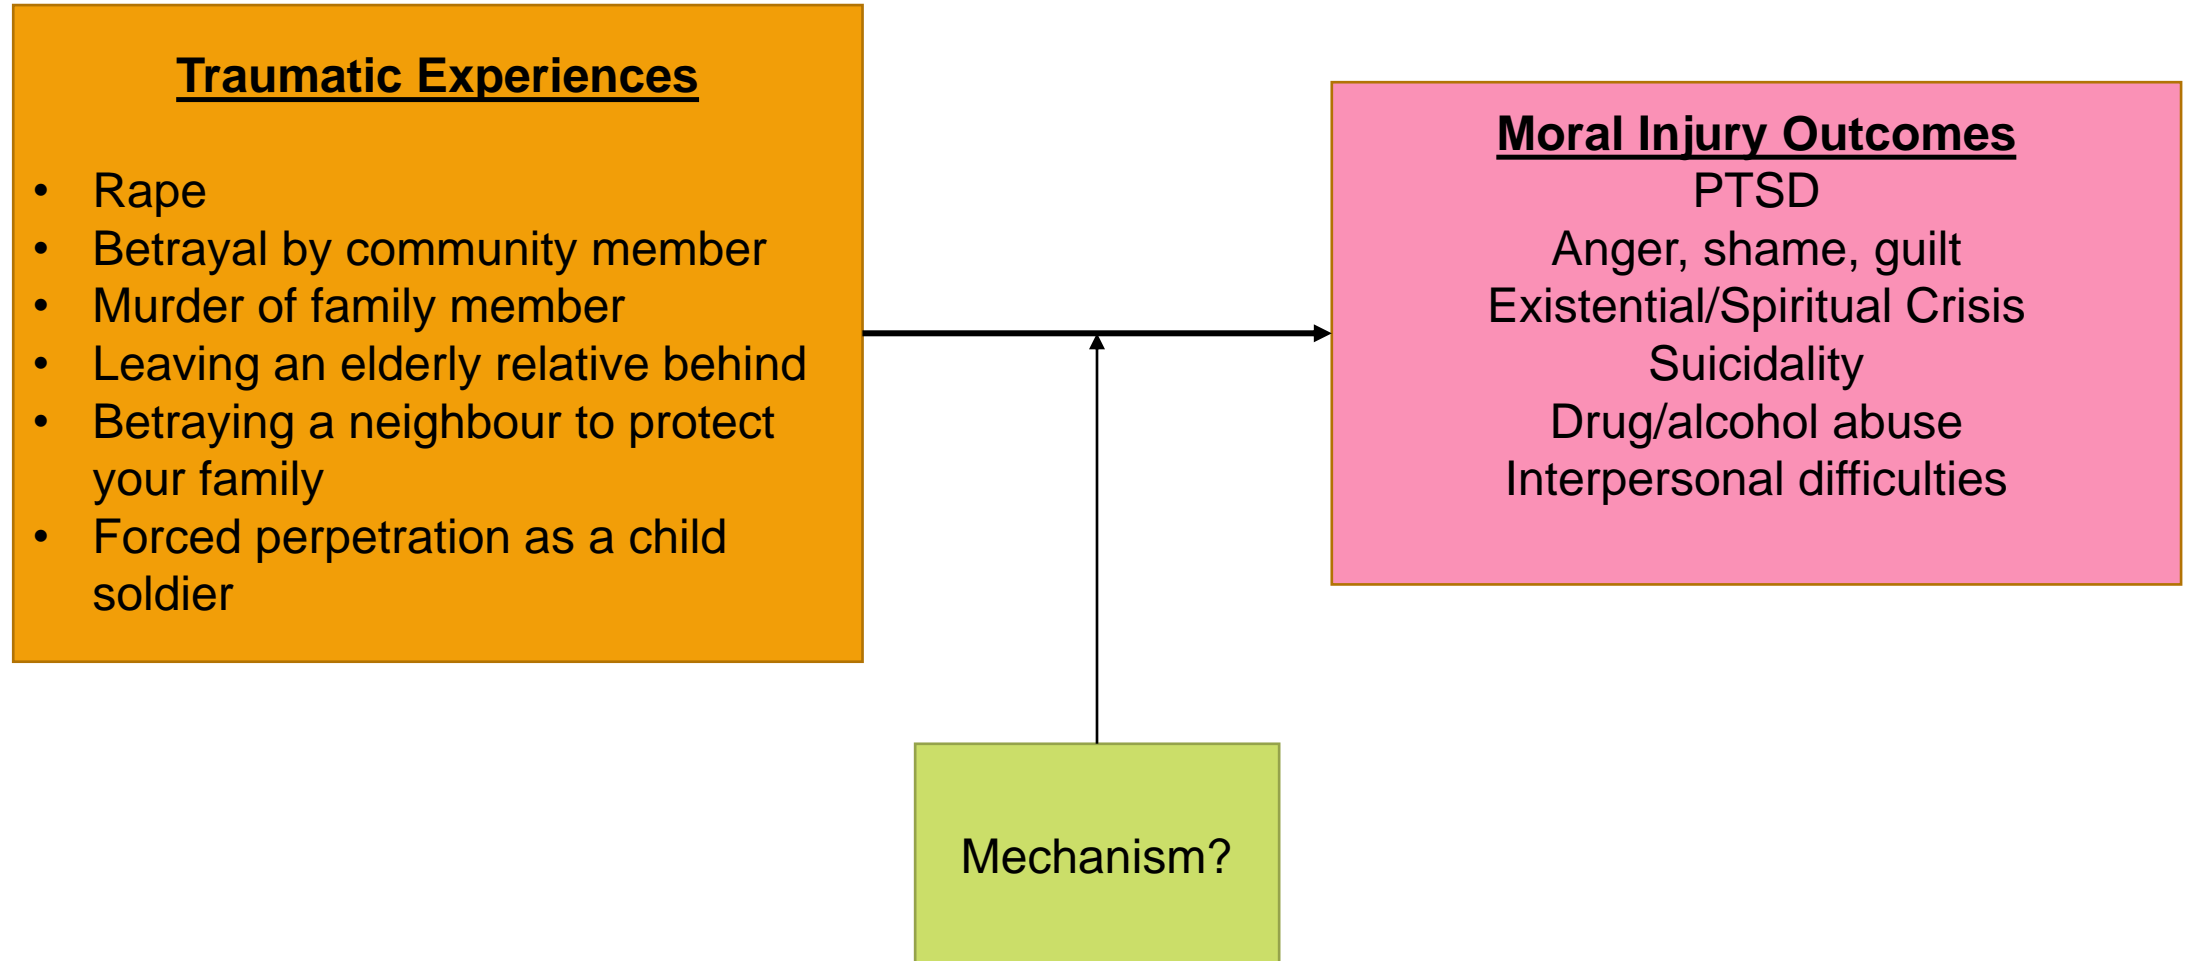 Traumatic Experiences
• Rape
• Betrayal by community member
• Murder of family member
• Leaving an elderly relative behind
• Betraying a neighbour to protect
your family
• Forced perpetration as a child
soldier
Moral Injury Outcomes
PTSD
Anger, shame, guilt
Existential/Spiritual Crisis
Suicidality
Drug/alcohol abuse
Interpersonal difficulties
Mechanism?